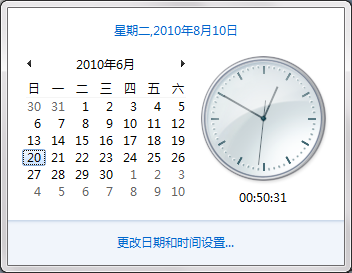 星期二,2010年8月10日
2010年6月
日 一 二 三 四 五 六
30 31 1 2 3 4 5
6 7 8 9 10 11 12
13 14 15 16 17 18 19
20 21 22 23 24 25 26
27 28 29 30 1 2 3
4 5 6 7 8 9 10
00:50:31
更改日期和时间设置...